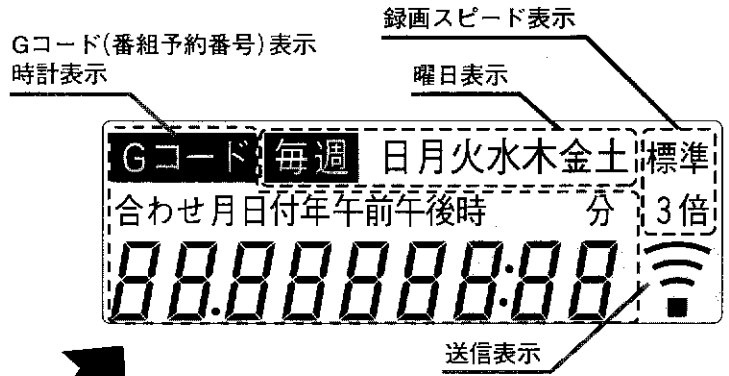 録画スピード表示
Gコード(番組予約番号)表示
時計表示
曜日表示
Gコード 毎週 日月火水木金土 標準
合わせ月日付年午前午後時 分 3倍
88.88888:88
送信表示